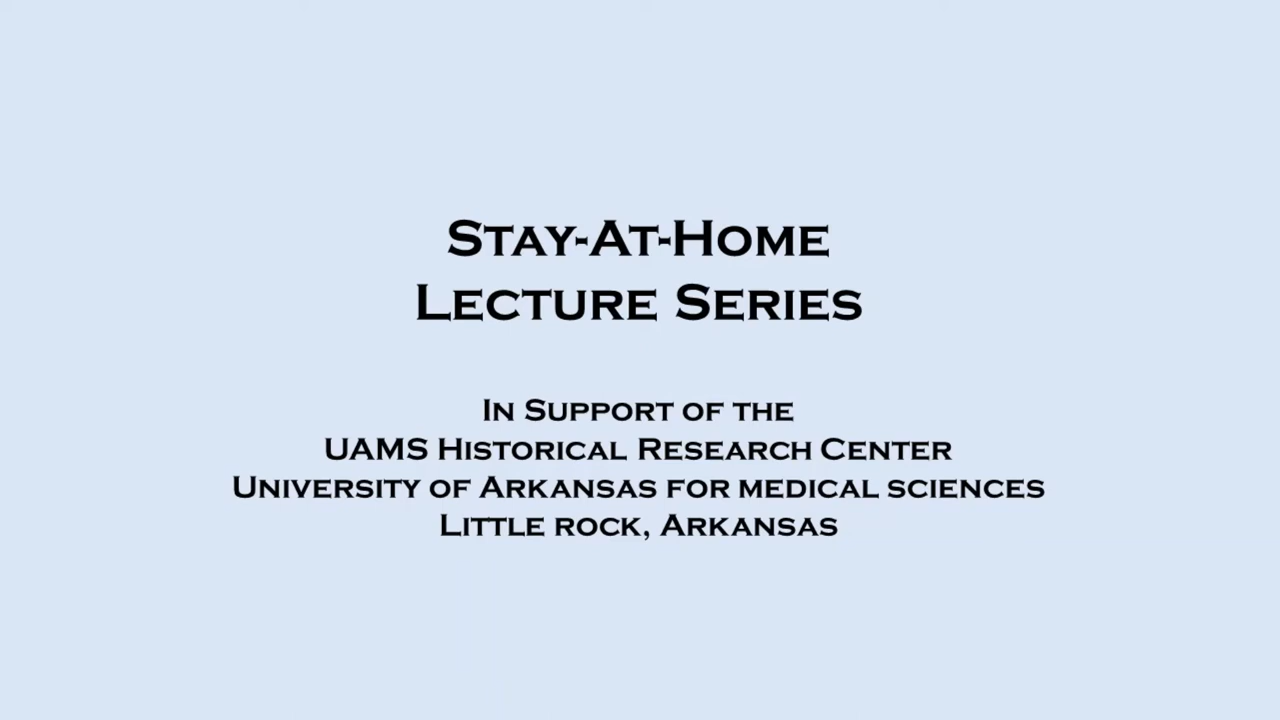 Stay-At-Home
Lecture Series
In Support of the
UAMS Historical Research Center
University of Arkansas for medical sciences
Little rock, Arkansas